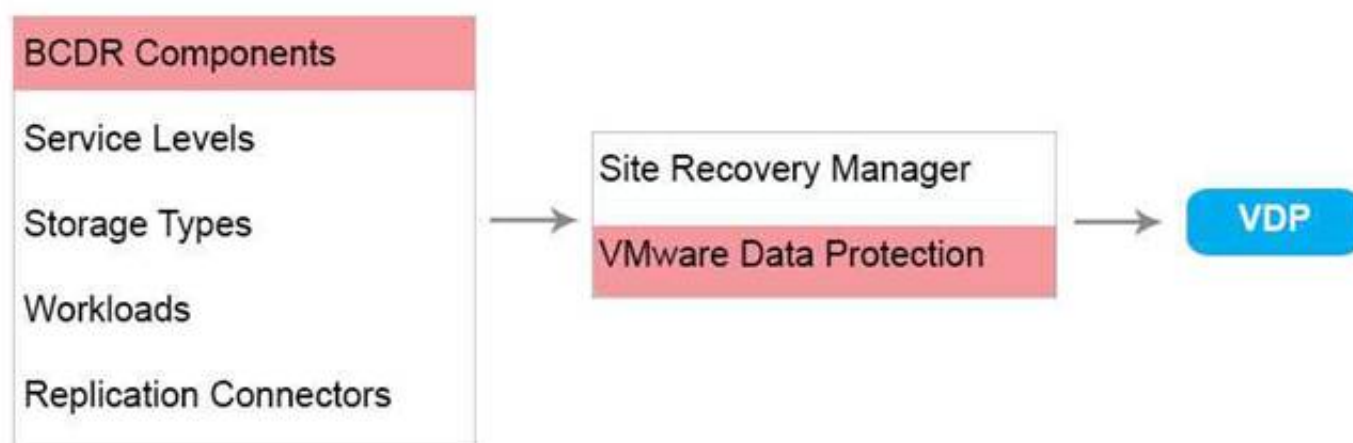 BCDR Components
Service Levels
Storage Types
Workloads
Replication Connectors
Site Recovery Manager
VMware Data Protection
VDP